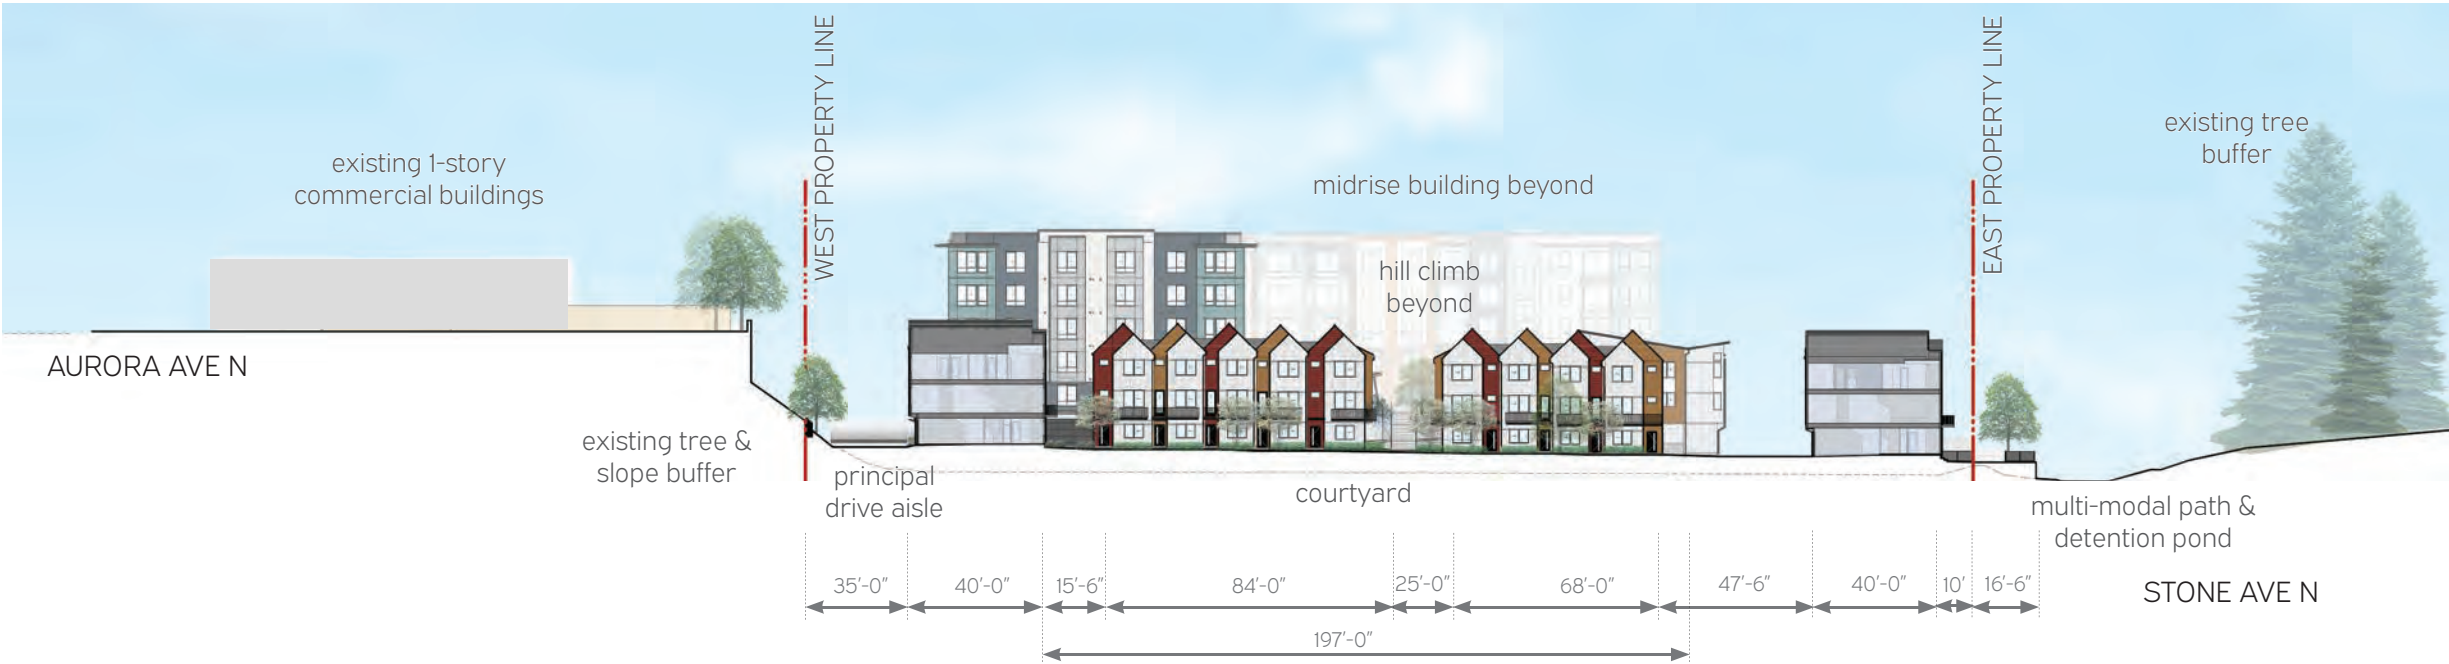 WEST PROPERTY LINE
EAST PROPERTY LINE
existing tree
buffer
existing 1-story
commercial buildings
midrise building beyond
hill climb
beyond
AURORA AVE N
existing tree &
slope buffer
principal
drive aisle
courtyard
multi-modal path &
detention pond
35'-0" 40'-0" 15'-6" 84'-0" 25'-0" 68'-0" 47'-6" 40'-0" 10' 16'-6"
STONE AVE N
197'-0"